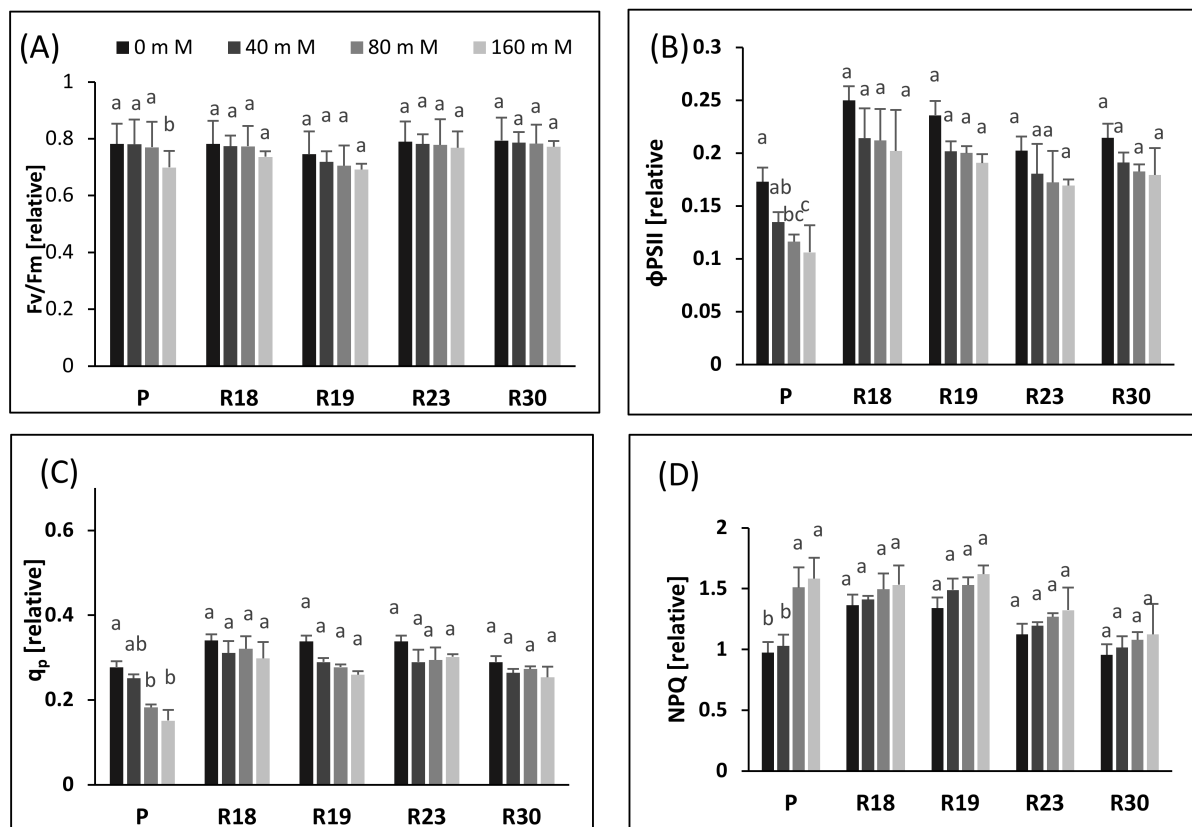 (A)
0 m M 40 m M 80 m M 160 m M
Fv/Fm [relative]
1
0.8
0.6
0.4
0.2
0
a a a b a a a a a a a a a a a a a a a a
P R18 R19 R23 R30
(B)
ϕPSII [relative
0.3
0.25
0.2
0.15
0.1
0.05
0
a ab bc c a a a a a a a a a a a a a a a a
P R18 R19 R23 R30
(C)
qp [relative]
0.6
0.4
0.2
0
a ab b b a a a a a a a a a a a a a a a a
P R18 R19 R23 R30
(D)
NPQ [relative]
2
1.5
1
0.5
0
b b a a a a a a a a a a a a a a a a a a
P R18 R19 R23 R30